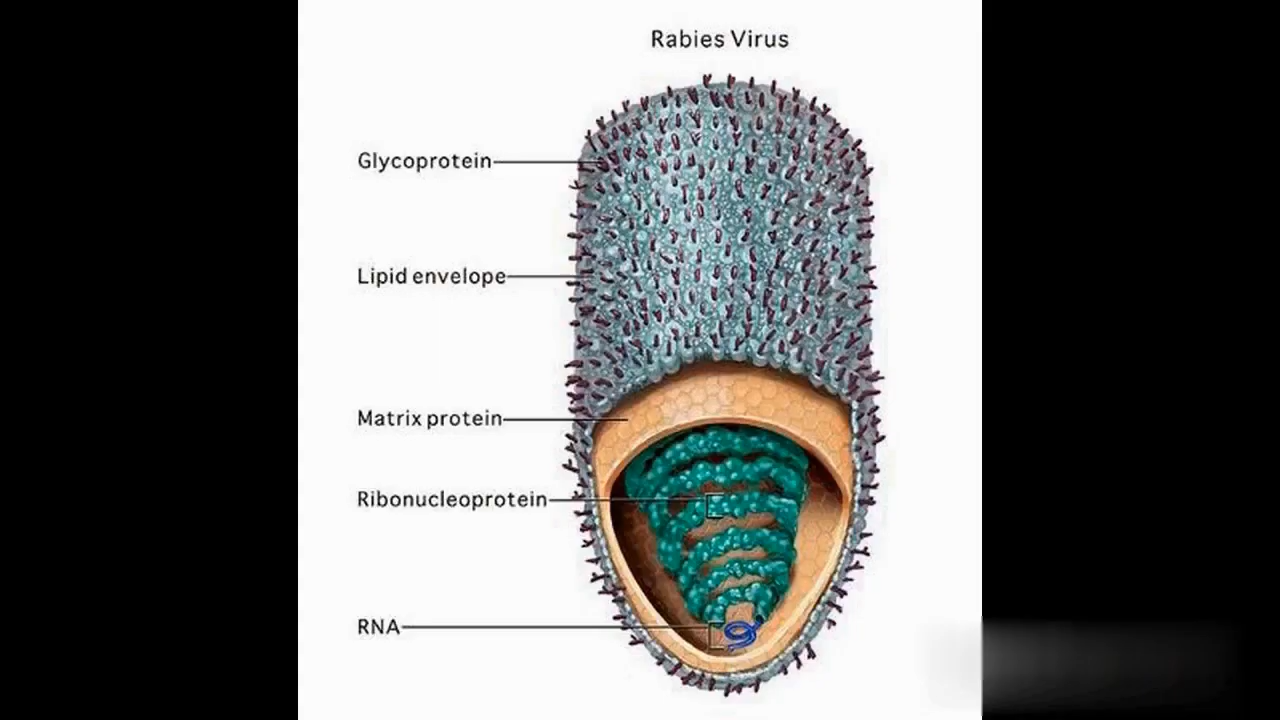 Rabies Virus
Glycoprotein
Lipid envelope
Matrix protein
Ribonucleoprotein
RNA